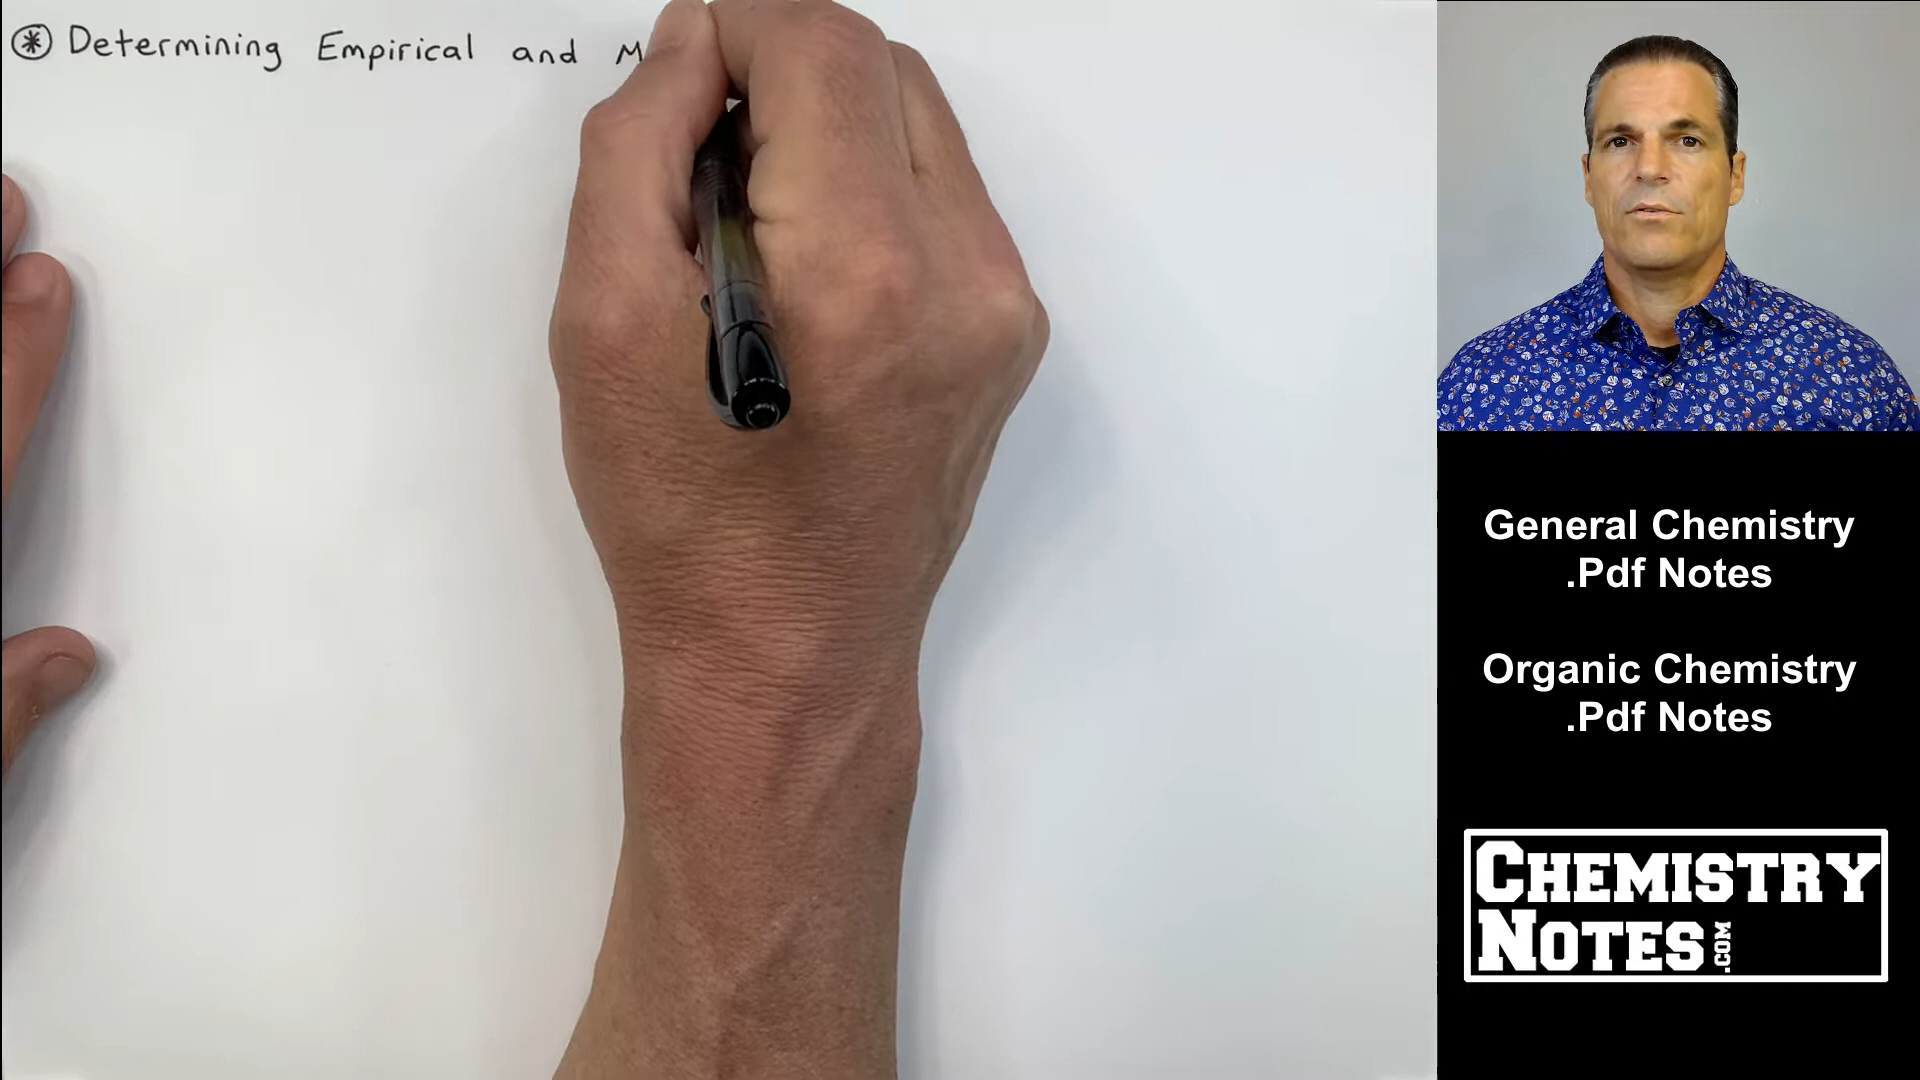 ⊛ Determining Empirical and M
General Chemistry
.Pdf Notes
Organic Chemistry
.Pdf Notes
CHEMISTRY
NOTES.COM